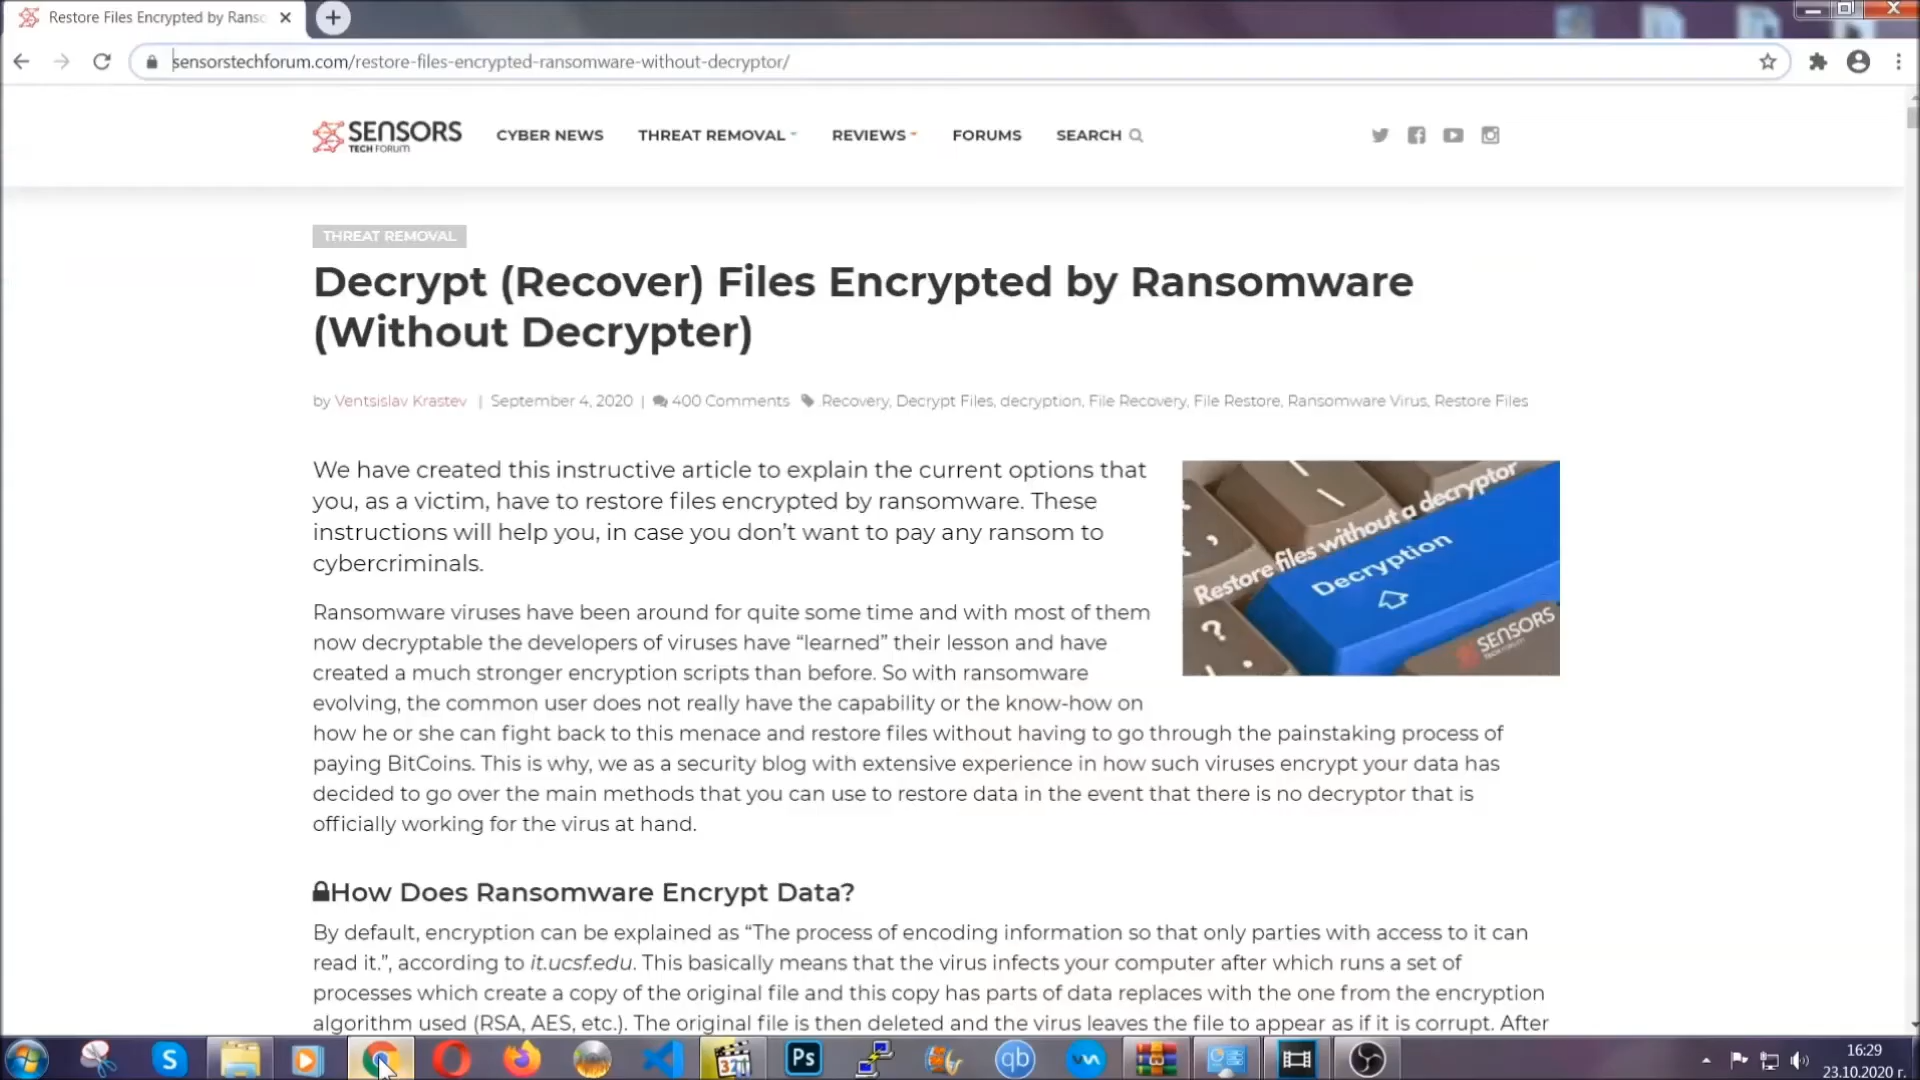 Restore Files Encrypted by Ranso
sensorstechforum.com/restore-files-encrypted-ransomware-without-decryptor/
SENSORS
TECH FORUM
CYBER NEWS THREAT REMOVAL REVIEWS FORUMS SEARCH
THREAT REMOVAL
Decrypt (Recover) Files Encrypted by Ransomware
(Without Decrypter)
by Ventsislav Krastev | September 4, 2020 | 400 Comments Recovery, Decrypt Files, decryption, File Recovery, File Restore, Ransomware Virus, Restore Files
We have created this instructive article to explain the current options that
you, as a victim, have to restore files encrypted by ransomware. These
instructions will help you, in case you don’t want to pay any ransom to
cybercriminals.
Restore files without a decryptor
Decryption
SENSORS
TECH FORUM
Ransomware viruses have been around for quite some time and with most of them
now decryptable the developers of viruses have “learned” their lesson and have
created a much stronger encryption scripts than before. So with ransomware
evolving, the common user does not really have the capability or the know-how on
how he or she can fight back to this menace and restore files without having to go through the painstaking process of
paying BitCoins. This is why, we as a security blog with extensive experience in how such viruses encrypt your data has
decided to go over the main methods that you can use to restore data in the event that there is no decryptor that is
officially working for the virus at hand.
How Does Ransomware Encrypt Data?
By default, encryption can be explained as “The process of encoding information so that only parties with access to it can
read it.”, according to it.ucsf.edu. This basically means that the virus infects your computer after which runs a set of
processes which create a copy of the original file and this copy has parts of data replaces with the one from the encryption
algorithm used (RSA, AES, etc.). The original file is then deleted and the virus leaves the file to appear as if it is corrupt. After
S
321
Ps
qb
16:29
23.10.2020 г.